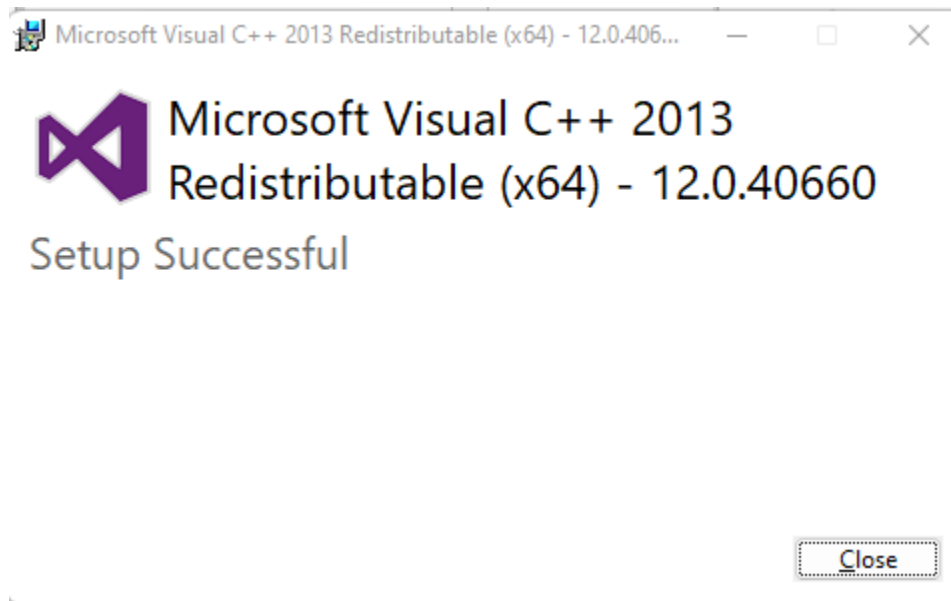 Microsoft Visual C++ 2013 Redistributable (x64) - 12.0.406...
Microsoft Visual C++ 2013
Redistributable (x64) - 12.0.40660
Setup Successful
Close